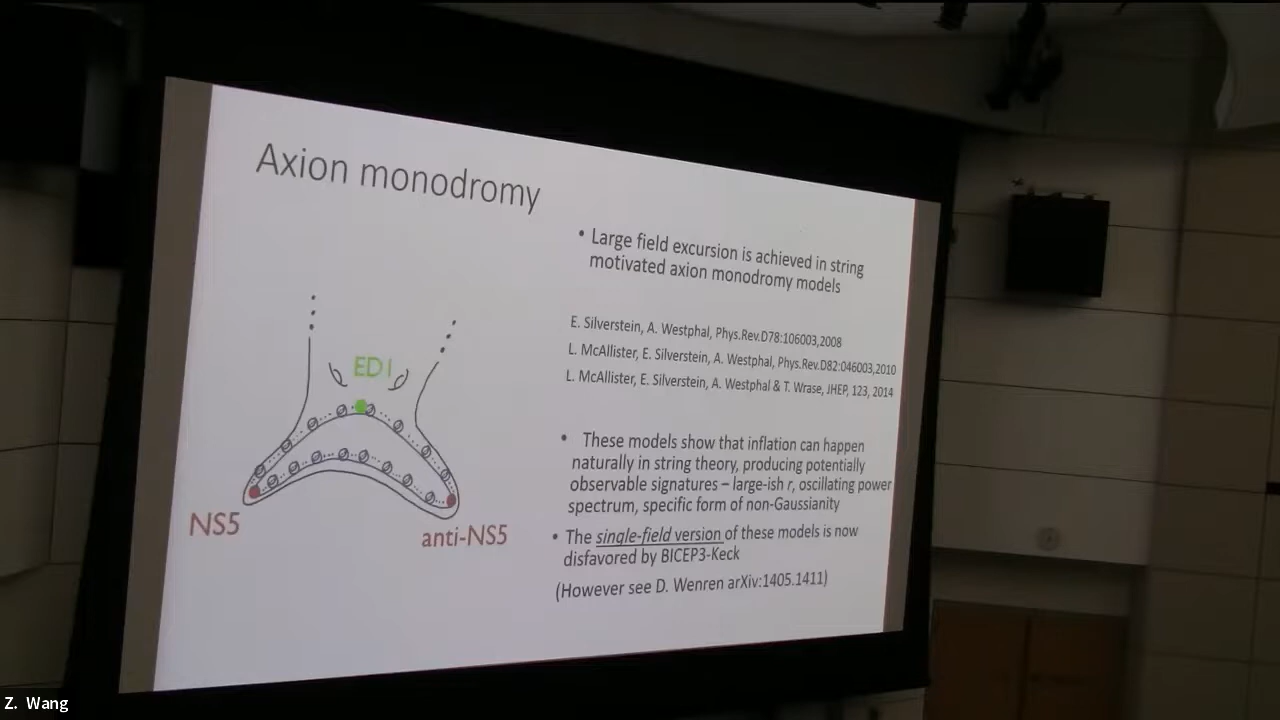 Axion monodromy
• Large field excursion is achieved in string
motivated axion monodromy models
E. Silverstein, A. Westphal, Phys.Rev.D78:106003,2008
L. McAllister, E. Silverstein, A. Westphal, Phys.Rev.D82:046003,2010
L. McAllister, E. Silverstein, A. Westphal & T. Wrase, JHEP, 123, 2014
ED1
NS5
anti-NS5
• These models show that inflation can happen
naturally in string theory, producing potentially
observable signatures – large-ish r, oscillating power
spectrum, specific form of non-Gaussianity
• The single-field version of these models is now
disfavored by BICEP3-Keck
(However see D. Wenren arXiv:1405.1411)
Z. Wang